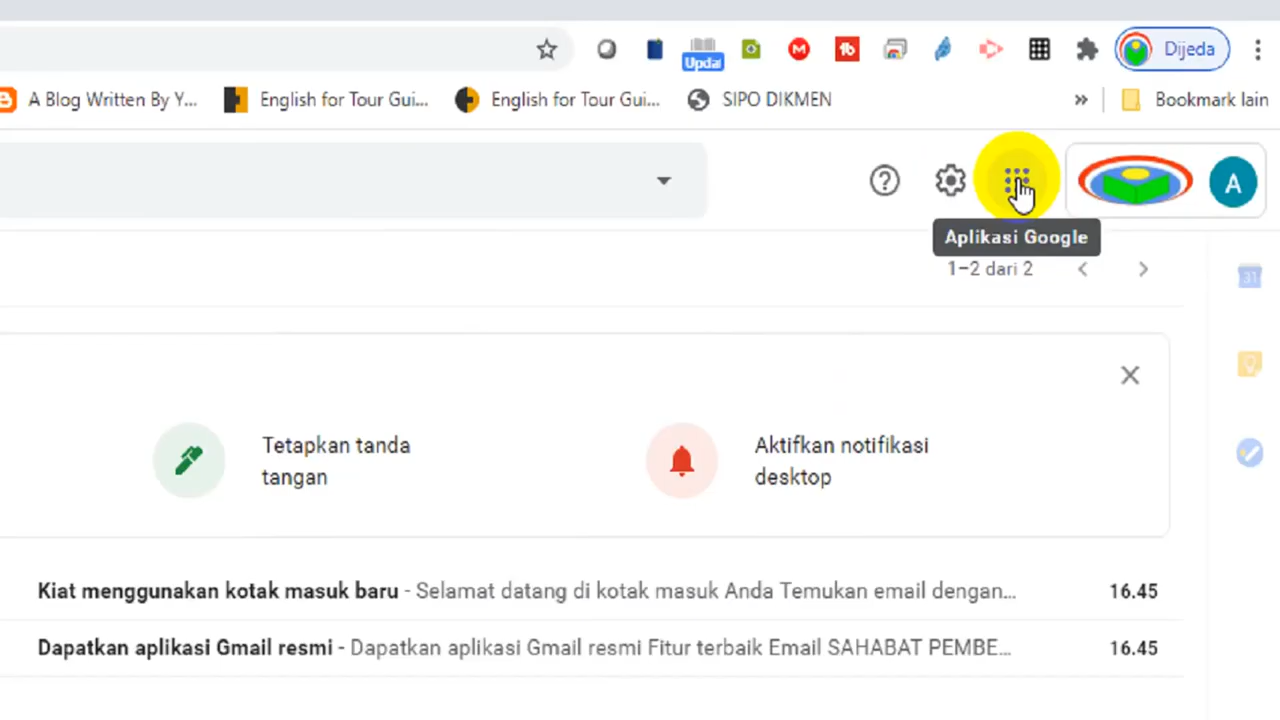 Updat
Dijeda
A Blog Written By Y...
English for Tour Gui...
English for Tour Gui...
SIPO DIKMEN
»
Bookmark lain
A
Aplikasi Google
1–2 dari 2
31
Tetapkan tanda
tangan
Aktifkan notifikasi
desktop
Kiat menggunakan kotak masuk baru - Selamat datang di kotak masuk Anda Temukan email dengan... 16.45
Dapatkan aplikasi Gmail resmi - Dapatkan aplikasi Gmail resmi Fitur terbaik Email SAHABAT PEMBE... 16.45